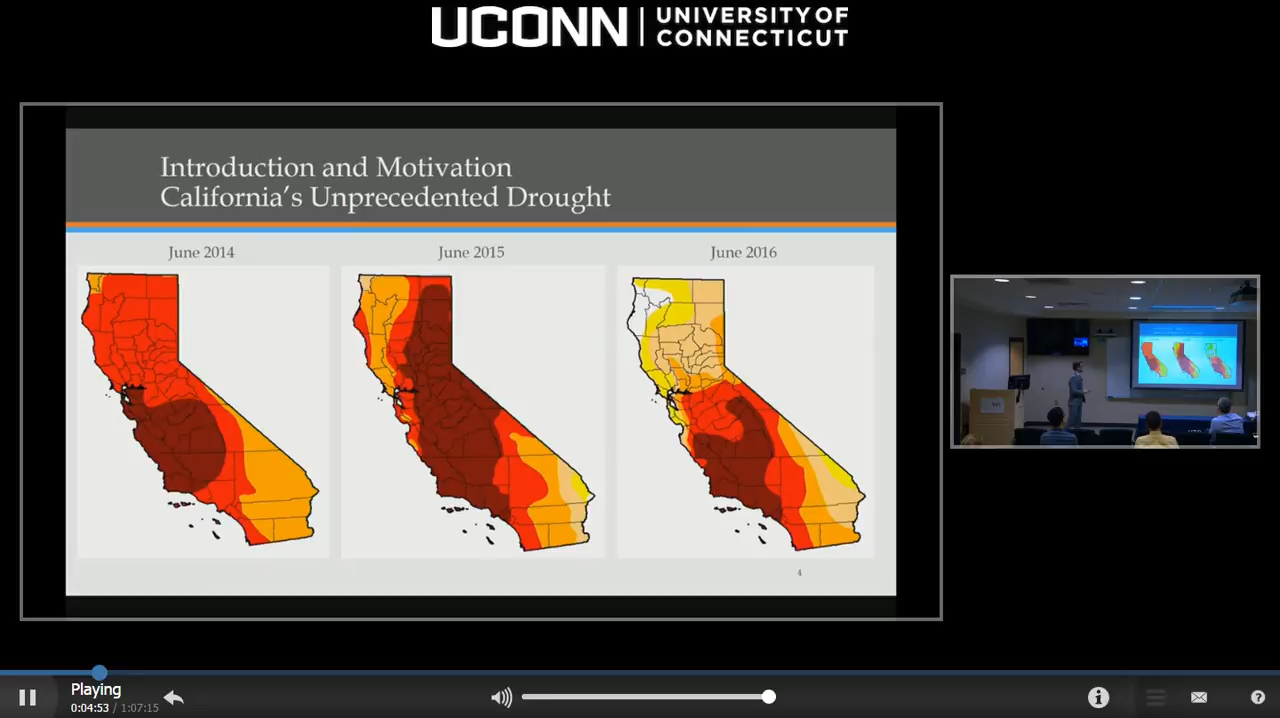 UCONN
UNIVERSITY OF
CONNECTICUT
Introduction and Motivation
California's Unprecedented Drought
June 2014
June 2015
June 2016
4
Playing
0:04:53 / 1:07:15